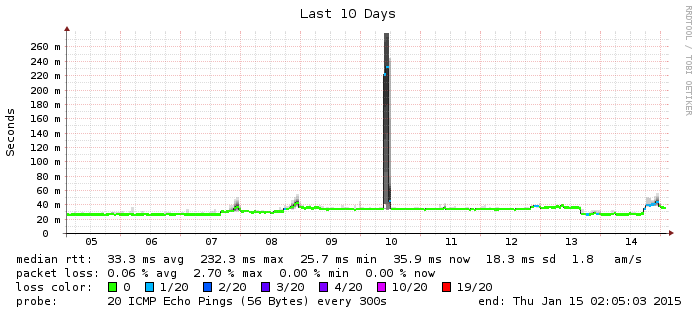 Last 10 Days
RRDTOOL / TOBI OETIKER
Seconds
260 m
240 m
220 m
200 m
180 m
160 m
140 m
120 m
100 m
80 m
60 m
40 m
20 m
0
05 06 07 08 09 10 11 12 13 14
median rtt: 33.3 ms avg 232.3 ms max 25.7 ms min 35.9 ms now 18.3 ms sd 1.8 am/s
packet loss: 0.06 % avg 2.70 % max 0.00 % min 0.00 % now
loss color: 0 1/20 2/20 3/20 4/20 10/20 19/20
probe: 20 ICMP Echo Pings (56 Bytes) every 300s end: Thu Jan 15 02:05:03 2015